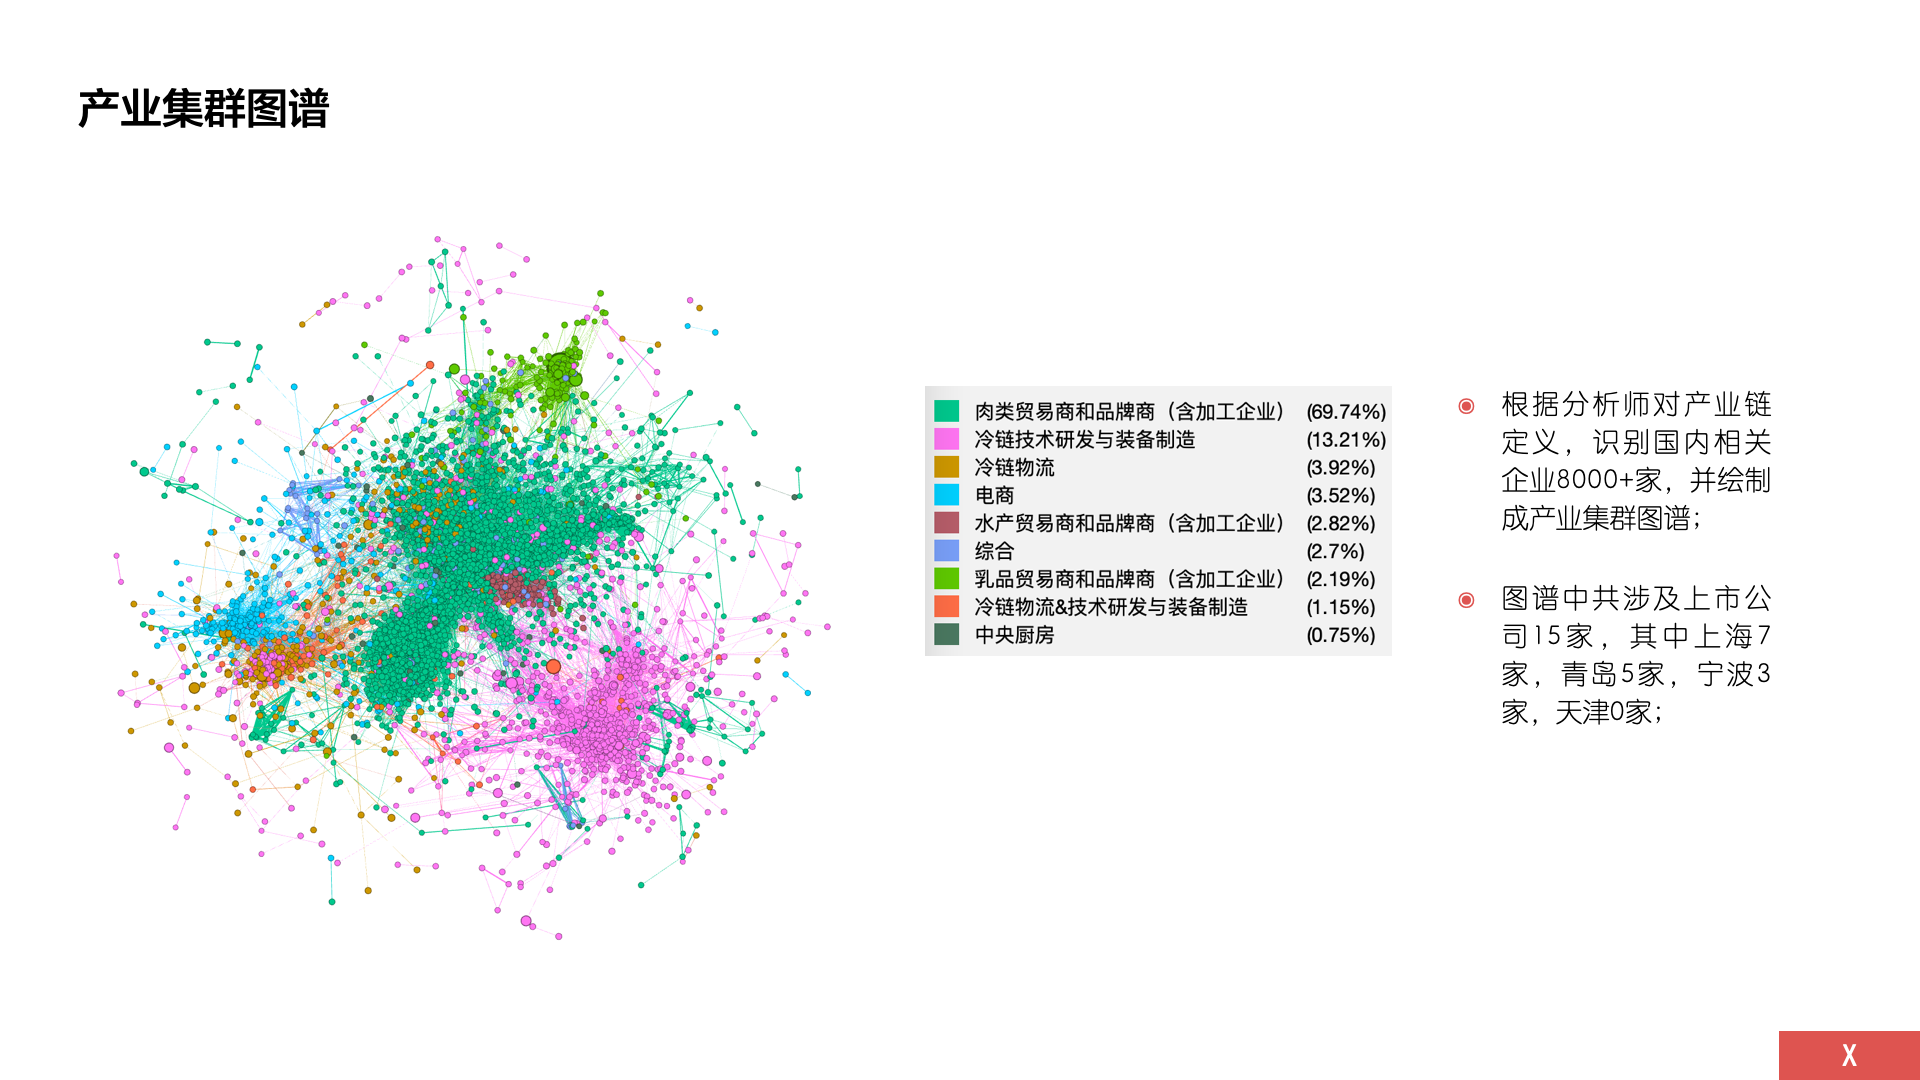 产业集群图谱
肉类贸易商和品牌商（含加工企业） (69.74%)
冷链技术研发与装备制造 (13.21%)
冷链物流 (3.92%)
电商 (3.52%)
水产贸易商和品牌商（含加工企业） (2.82%)
综合 (2.7%)
乳品贸易商和品牌商（含加工企业） (2.19%)
冷链物流&技术研发与装备制造 (1.15%)
中央厨房 (0.75%)
根据分析师对产业链
定义，识别国内相关
企业8000+家，并绘制
成产业集群图谱；
图谱中共涉及上市公
司15家，其中上海7
家，青岛5家，宁波3
家，天津0家；
X